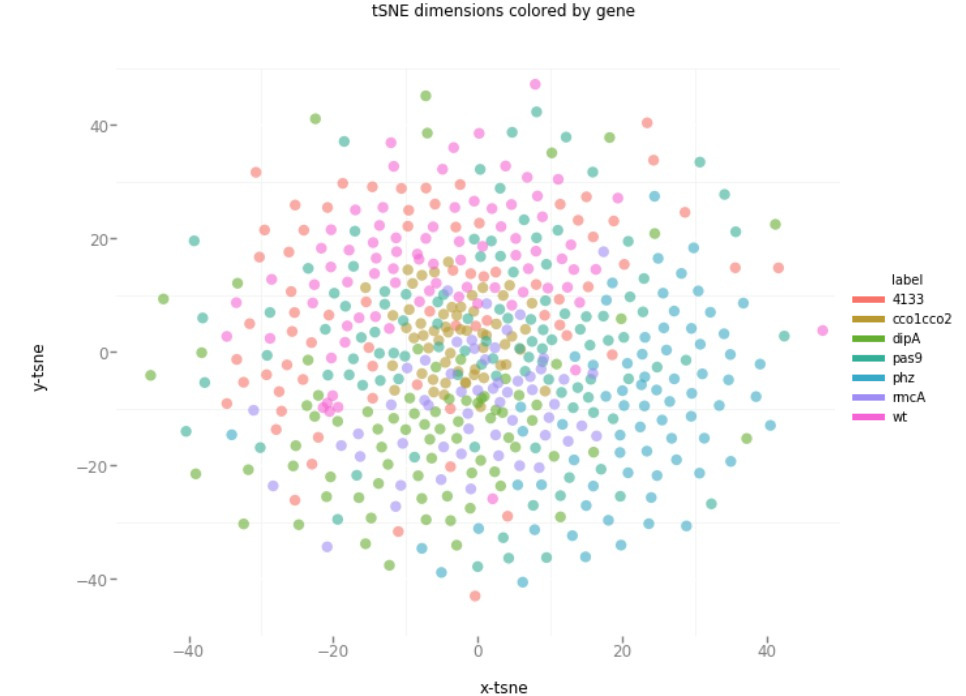 tSNE dimensions colored by gene
y-tsne
40
20
0
−20
−40
−40 −20 0 20 40
x-tsne
label
4133
cco1cco2
dipA
pas9
phz
rmcA
wt